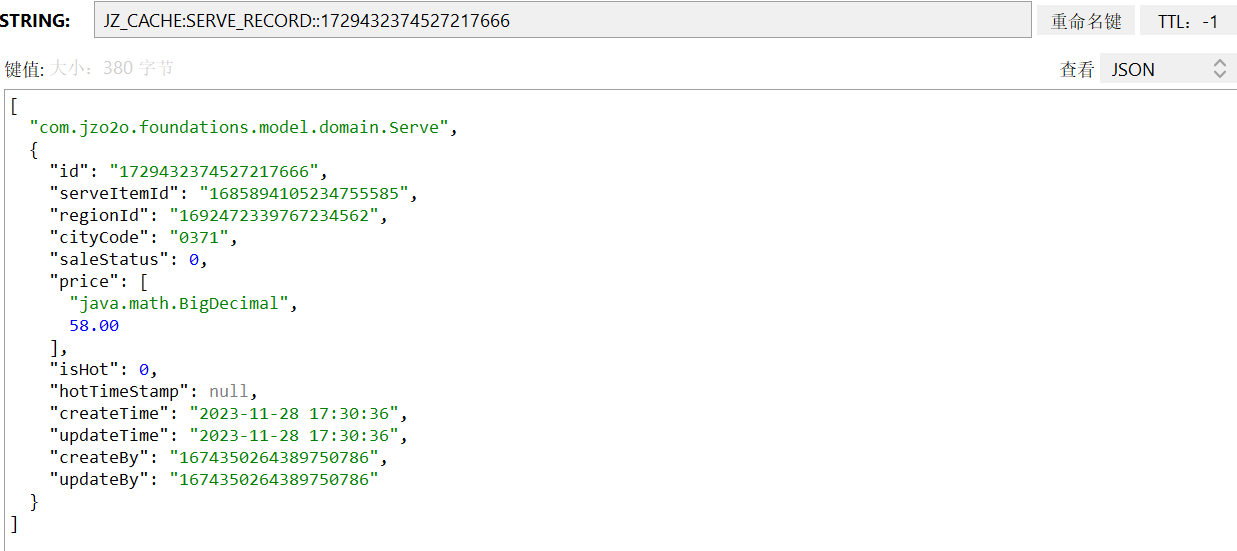 STRING: JZ_CACHE:SERVE_RECORD::1729432374527217666 重命名键 TTL: -1
键值: 大小: 380 字节 查看 JSON
[
"com.jzo2o.foundations.model.domain.Serve",
{
"id": "1729432374527217666",
"serveItemId": "1685894105234755585",
"regionId": "1692472339767234562",
"cityCode": "0371",
"saleStatus": 0,
"price": [
"java.math.BigDecimal",
58.00
],
"isHot": 0,
"hotTimeStamp": null,
"createTime": "2023-11-28 17:30:36",
"updateTime": "2023-11-28 17:30:36",
"createBy": "1674350264389750786",
"updateBy": "1674350264389750786"
}
]